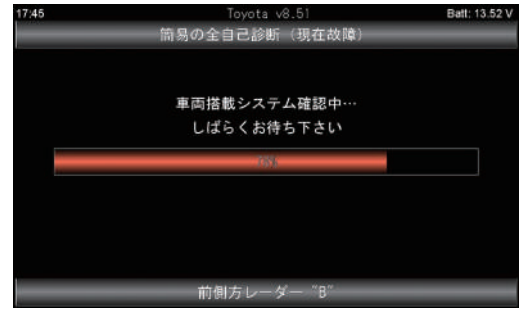 17:45
Toyota v8.51
Batt: 13.52 V
簡易の全自己診断（現在故障）
車両搭載システム確認中…
しばらくお待ち下さい
前側方レーダー "B"